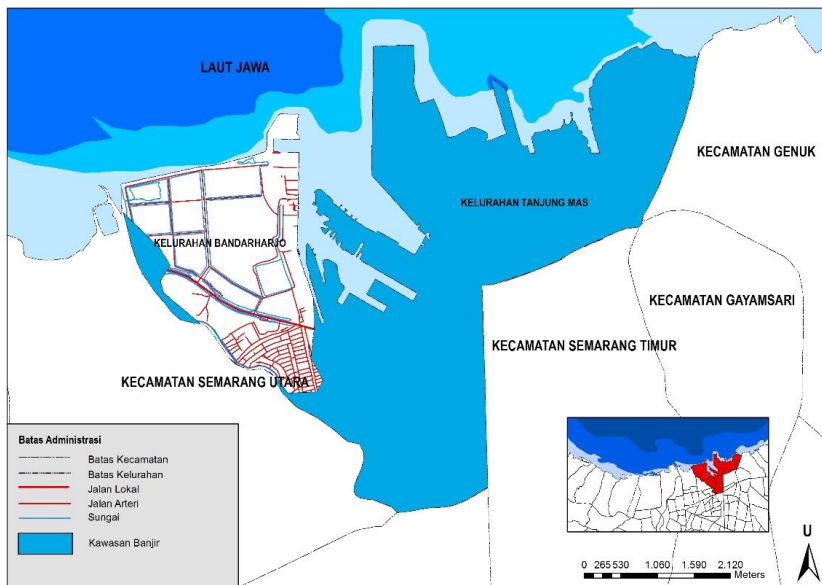 LAUT JAWA
KECAMATAN GENUK
KELURAHAN TANJUNG MAS
KELURAHAN BANDARHARJO
KECAMATAN GAYAMSARI
KECAMATAN SEMARANG TIMUR
KECAMATAN SEMARANG UTARA
Batas Administrasi
Batas Kecamatan
Batas Kelurahan
Jalan Lokal
Jalan Arteri
Sungai
Kawasan Banjir
U
0 265 530 1.060 1.590 2.120
Meters